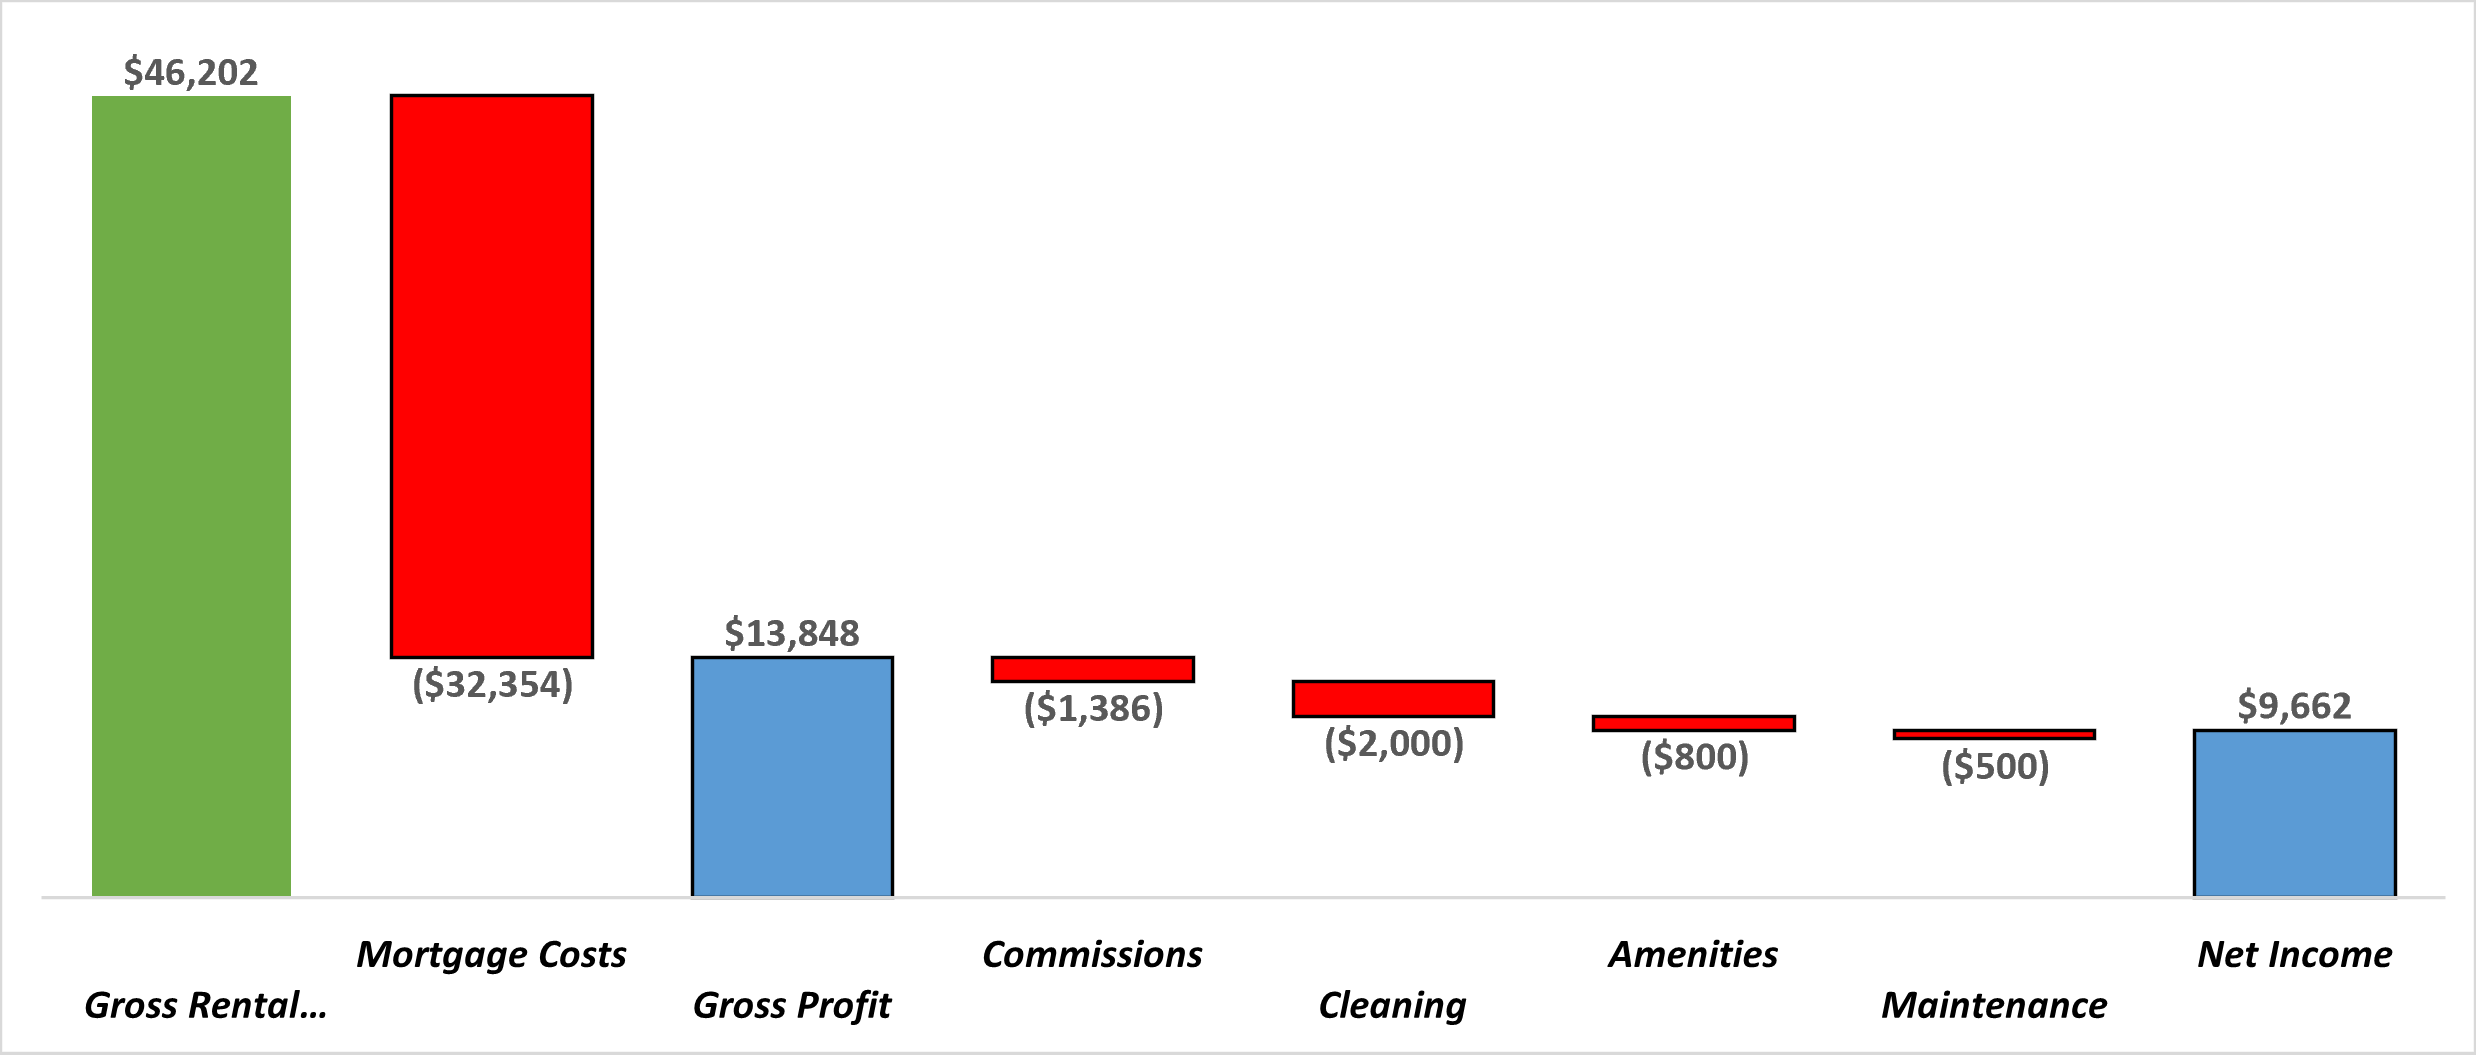 $46,202
($32,354)
$13,848
($1,386)
($2,000)
($800)
($500)
$9,662
Gross Rental...
Mortgage Costs
Gross Profit
Commissions
Cleaning
Amenities
Maintenance
Net Income